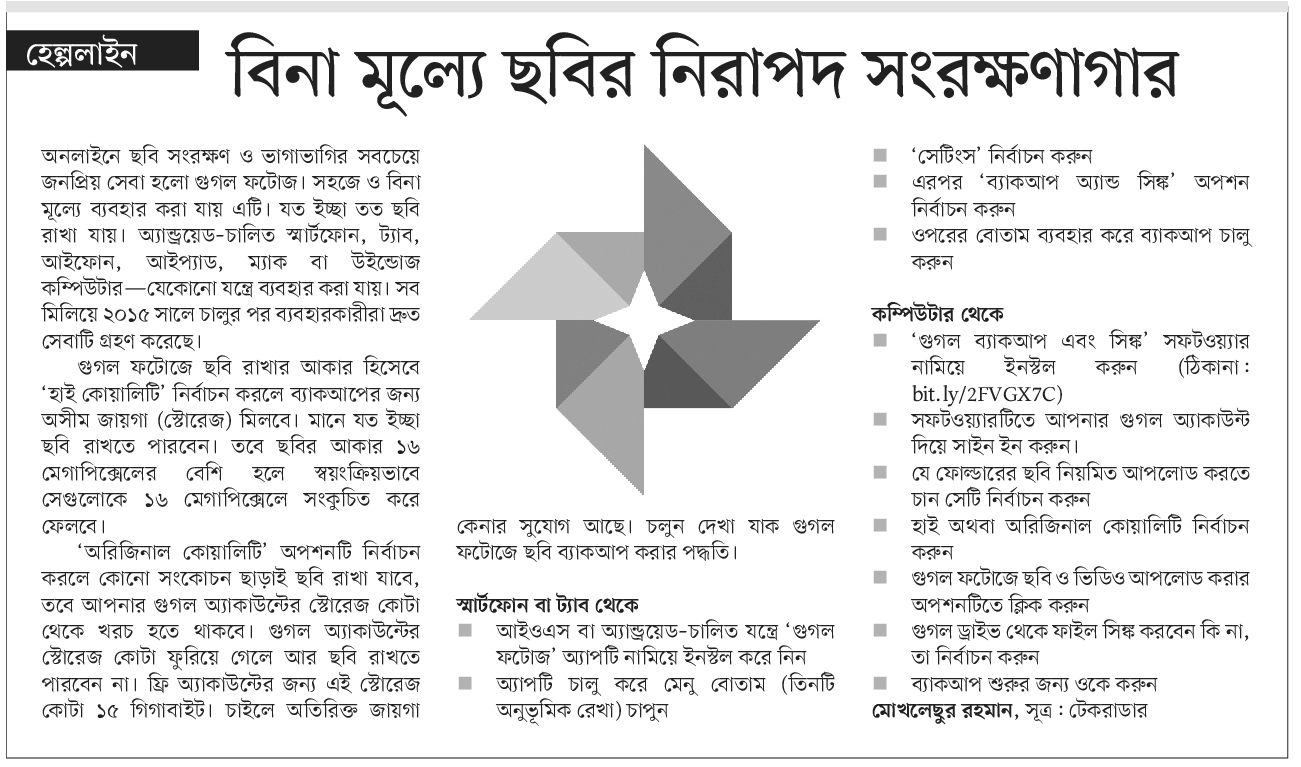 হেল্পলাইন
বিনা মূল্যে ছবির নিরাপদ সংরক্ষণাগার
অনলাইনে ছবি সংরক্ষণ ও ভাগাভাগির সবচেয়ে
জনপ্রিয় সেবা হলো গুগল ফটোজ। সহজে ও বিনা
মূল্যে ব্যবহার করা যায় এটি। যত ইচ্ছা তত ছবি
রাখা যায়। অ্যান্ড্রয়েড-চালিত স্মার্টফোন, ট্যাব,
আইফোন, আইপ্যাড, ম্যাক বা উইন্ডোজ
কম্পিউটার—যেকোনো যন্ত্রে ব্যবহার করা যায়। সব
মিলিয়ে ২০১৫ সালে চালুর পর ব্যবহারকারীরা দ্রুত
সেবাটি গ্রহণ করেছে।
গুগল ফটোজে ছবি রাখার আকার হিসেবে
‘হাই কোয়ালিটি’ নির্বাচন করলে ব্যাকআপের জন্য
অসীম জায়গা (স্টোরেজ) মিলবে। মানে যত ইচ্ছা
ছবি রাখতে পারবেন। তবে ছবির আকার ১৬
মেগাপিক্সেলের বেশি হলে স্বয়ংক্রিয়ভাবে
সেগুলোকে ১৬ মেগাপিক্সেলে সংকুচিত করে
ফেলবে।
‘অরিজিনাল কোয়ালিটি’ অপশনটি নির্বাচন
করলে কোনো সংকোচন ছাড়াই ছবি রাখা যাবে,
তবে আপনার গুগল অ্যাকাউন্টের স্টোরেজ কোটা
থেকে খরচ হতে থাকবে। গুগল অ্যাকাউন্টের
স্টোরেজ কোটা ফুরিয়ে গেলে আর ছবি রাখতে
পারবেন না। ফ্রি অ্যাকাউন্টের জন্য এই স্টোরেজ
কোটা ১৫ গিগাবাইট। চাইলে অতিরিক্ত জায়গা
কেনার সুযোগ আছে। চলুন দেখা যাক গুগল
ফটোজে ছবি ব্যাকআপ করার পদ্ধতি।
স্মার্টফোন বা ট্যাব থেকে
■ আইওএস বা অ্যান্ড্রয়েড-চালিত যন্ত্রে ‘গুগল
ফটোজ’ অ্যাপটি নামিয়ে ইনস্টল করে নিন
■ অ্যাপটি চালু করে মেনু বোতাম (তিনটি
অনুভূমিক রেখা) চাপুন
■ ‘সেটিংস’ নির্বাচন করুন
■ এরপর ‘ব্যাকআপ অ্যান্ড সিঙ্ক’ অপশন
নির্বাচন করুন
■ ওপরের বোতাম ব্যবহার করে ব্যাকআপ চালু
করুন
কম্পিউটার থেকে
■ ‘গুগল ব্যাকআপ এবং সিঙ্ক’ সফটওয়্যার
নামিয়ে ইনস্টল করুন (ঠিকানা:
bit.ly/2FVGX7C)
■ সফটওয়্যারটিতে আপনার গুগল অ্যাকাউন্ট
দিয়ে সাইন ইন করুন।
■ যে ফোল্ডারের ছবি নিয়মিত আপলোড করতে
চান সেটি নির্বাচন করুন
■ হাই অথবা অরিজিনাল কোয়ালিটি নির্বাচন
করুন
■ গুগল ফটোজে ছবি ও ভিডিও আপলোড করার
অপশনটিতে ক্লিক করুন
■ গুগল ড্রাইভ থেকে ফাইল সিঙ্ক করবেন কি না,
তা নির্বাচন করুন
■ ব্যাকআপ শুরুর জন্য ওকে করুন
মোখলেছুর রহমান, সূত্র : টেকরাডার